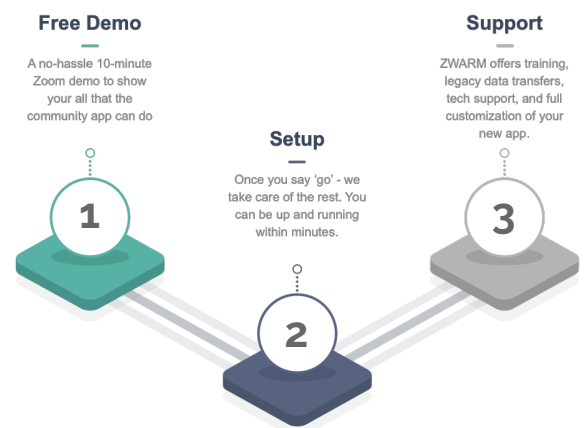 Free Demo
A no-hassle 10-minute
Zoom demo to show
your all that the
community app can do
1
Setup
Once you say ‘go’ - we
take care of the rest. You
can be up and running
within minutes.
2
Support
ZWARM offers training,
legacy data transfers,
tech support, and full
customization of your
new app.
3